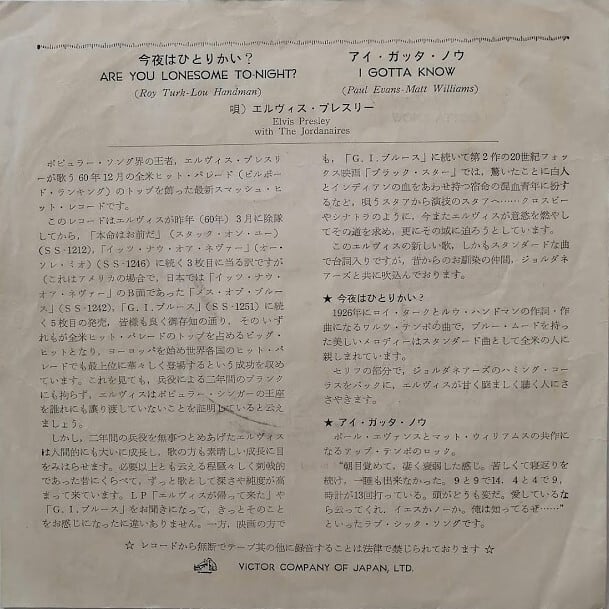 今夜はひとりかい？
ARE YOU LONESOME TO-NIGHT?
(Roy Turk-Lou Handman)
アイ・ガッタ・ノウ
I GOTTA KNOW
(Paul Evans-Matt Williams)
唄）エルヴィス・プレスリー
Elvis Presley
with The Jordanaires
ポピュラー・ソング界の王者，エルヴィス・プレスリ
ーが歌う60年12月の全米ヒット・パレード（ビルボー
ド・ランキング）のトップを飾った最新スマッシュ・ヒ
ット・レコードです。
このレコードはエルヴィスが昨年（60年）3月に除隊
してから，「本命はお前だ」（スタック・オン・ユー）
（SS-1212），「イッツ・ナウ・オア・ネヴァー」（オー・
ソレ・ミオ）（SS-1246）に続く3枚目に当る訳ですが
（これはアメリカの場合で，日本では「イッツ・ナウ・
オア・ネヴァー」のB面であった「メス・オブ・ブルー
ス」（SS-1242），「G.I.ブルース」（SS-1251）に続
く5枚目の発売，皆様も良く御存知の通り，そのいず
れもが全米ヒット・パレードのトップを占めるビッグ・
ヒットとなり，ヨーロッパを始め世界各国のヒット・パ
レードでも最上位に華々しく登場するという成功を収め
ています。これを見ても，兵役による二年間のブランク
にも拘らず，エルヴィスはポピュラー・シンガーの王座
を誰れにも譲り渡していないことを証明していると云え
ましょう。
しかし，二年間の兵役を無事つとめあげたエルヴィス
は人間的にも大いに成長し，歌の方も素晴しい成長に目
をみはらせます。必要以上とも云える程騒々しく刺戟的
であった昔にくらべて，ずっと歌として深さや純度が高
まって来ています。LP「エルヴィスが帰って来た」や
「G.I.ブルース」をお聞きになって，きっとそのこと
をお感じになったに違いありません。一方，映画の方で
も，「G.I.ブルース」に続いて第2作の20世紀フォッ
クス映画「ブラック・スター」では，驚いたことに白人
とインディアンの血をあわせ持つ宿命の混血青年に扮す
るなど，唄うスタアから演技のスタアへ……クロスビー
やシナトラのように，今またエルヴィスが意慾を燃やし
てその道を求め，更にその域に迫ろうとしています。
このエルヴィスの新しい歌，しかもスタンダードな曲
で台詞入りですが，昔からのお馴染の仲間，ジョルダネ
アーズと共に吹込んでおります。
★ 今夜はひとりかい？
1926年にロイ・タークとルウ・ハンドマンの作詞・作
曲になるワルツ・テンポの曲で，ブルー・ムードを持っ
た美しいメロディーはスタンダード曲として全米の人に
親しまれています。
セリフの部分で，ジョルダネアーズのハミング・コー
ラスをバックに，エルヴィスが甘く悩ましく聴く人にさ
さやきます。
★ アイ・ガッタ・ノウ
ポール・エヴァンスとマット・ウィリアムスの共作に
なるアップ・テンポのロック。
“朝目覚めて，凄く衰弱した感じ。苦しくて寝返りを
続け，一睡も出来なかった。9と9で14，4と4で9，
時計が13回打っている。頭がどうも変だ。愛しているな
ら云ってくれ，イエスかノーか。俺は知ってるぜ……”
といったラブ・シック・ソングです。
☆ レコードから無断でテープ其の他に録音することは法律で禁じられております ☆
VICTOR COMPANY OF JAPAN, LTD.